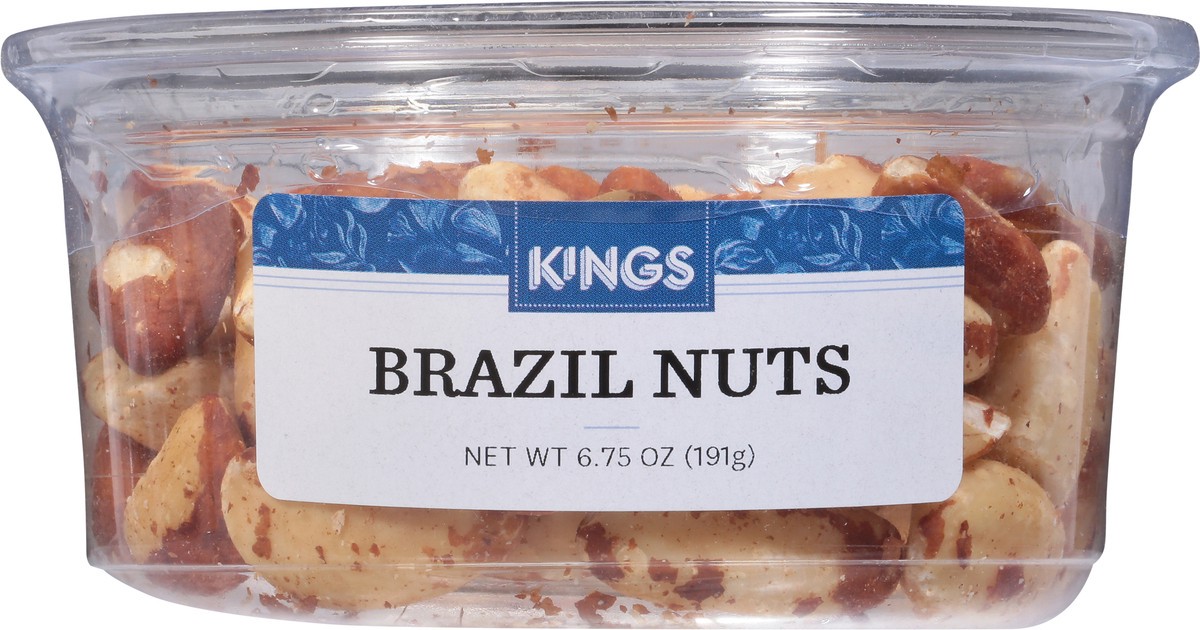 KINGS
BRAZIL NUTS
NET WT 6.75 OZ (191g)